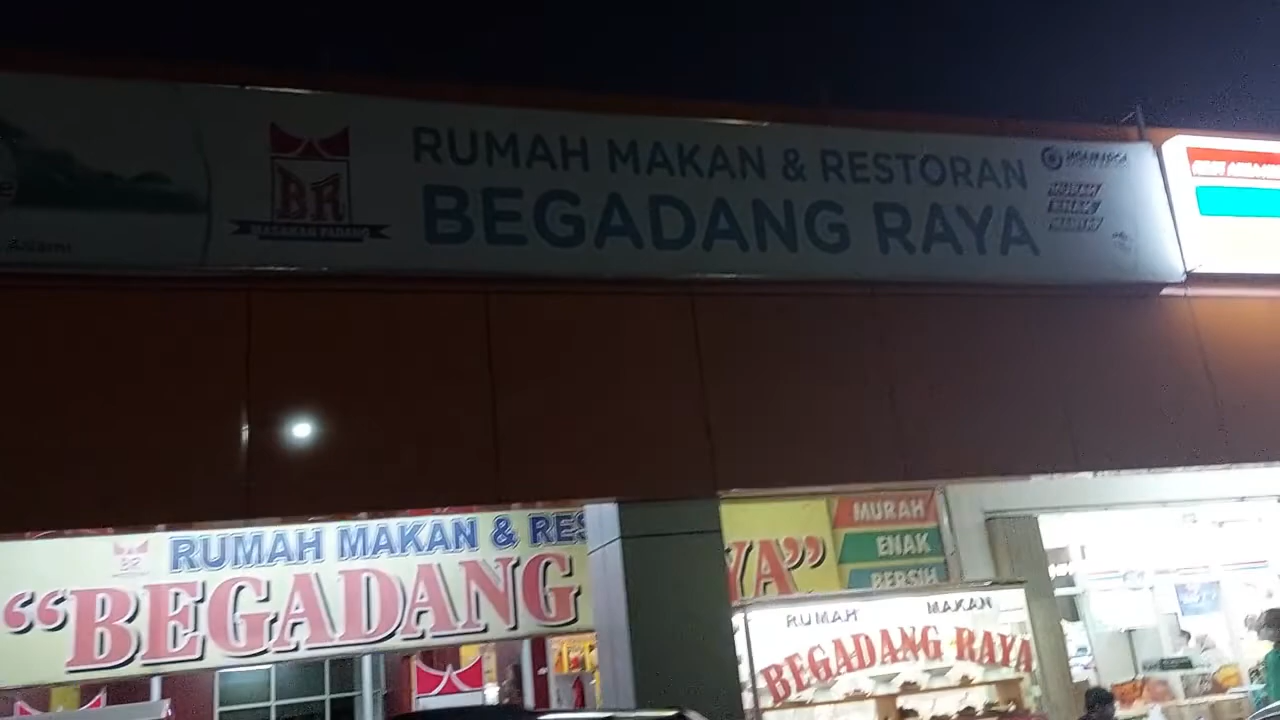 BR
MASAKAN PADANG
RUMAH MAKAN & RESTORAN
BEGADANG RAYA
RUMAH MAKAN & RES
"BEGADANG
YA"
MURAH
ENAK
BERSIH
RUMAH MAKAN
BEGADANG RAYA